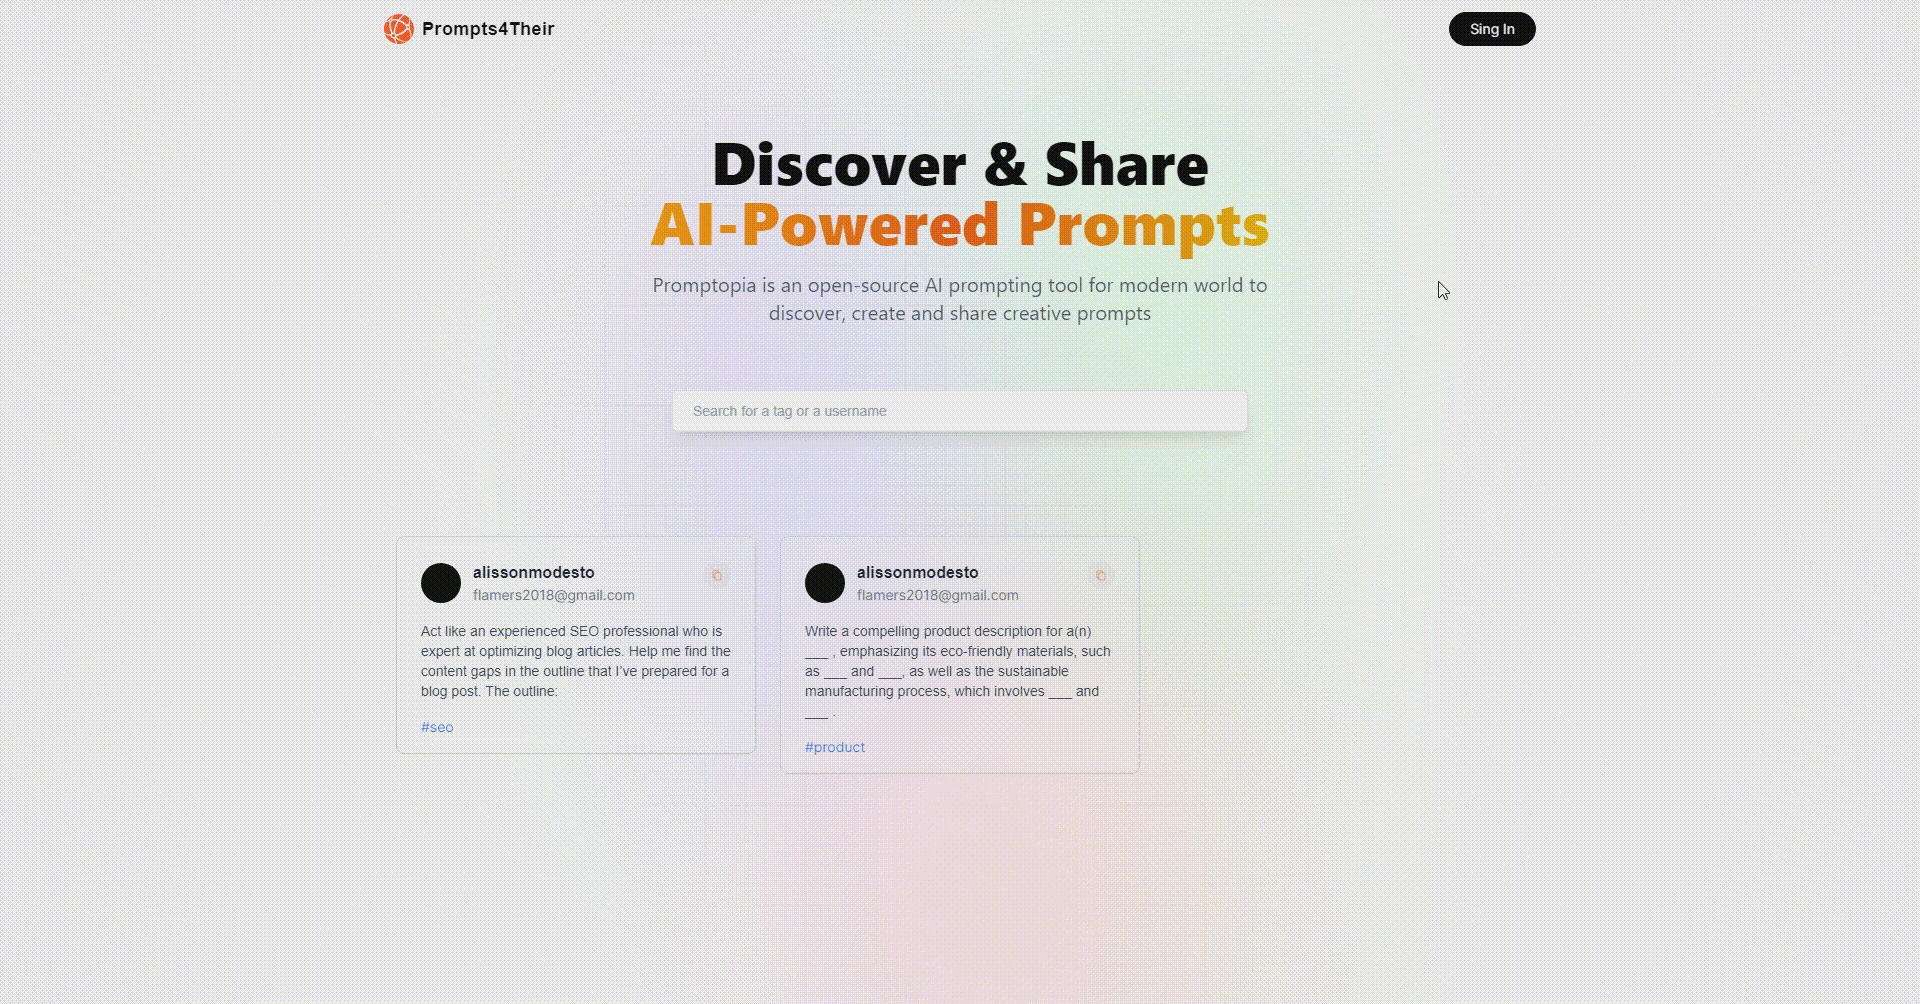 Prompts4Their
Sing In
Discover & Share
AI-Powered Prompts
Promptopia is an open-source AI prompting tool for modern world to
discover, create and share creative prompts
Search for a tag or a username
alissonmodesto
flamers2018@gmail.com
Act like an experienced SEO professional who is
expert at optimizing blog articles. Help me find the
content gaps in the outline that I've prepared for a
blog post. The outline:
#seo
alissonmodesto
flamers2018@gmail.com
Write a compelling product description for a(n)
___ , emphasizing its eco-friendly materials, such
as ___ and ___, as well as the sustainable
manufacturing process, which involves ___ and
___ .
#product